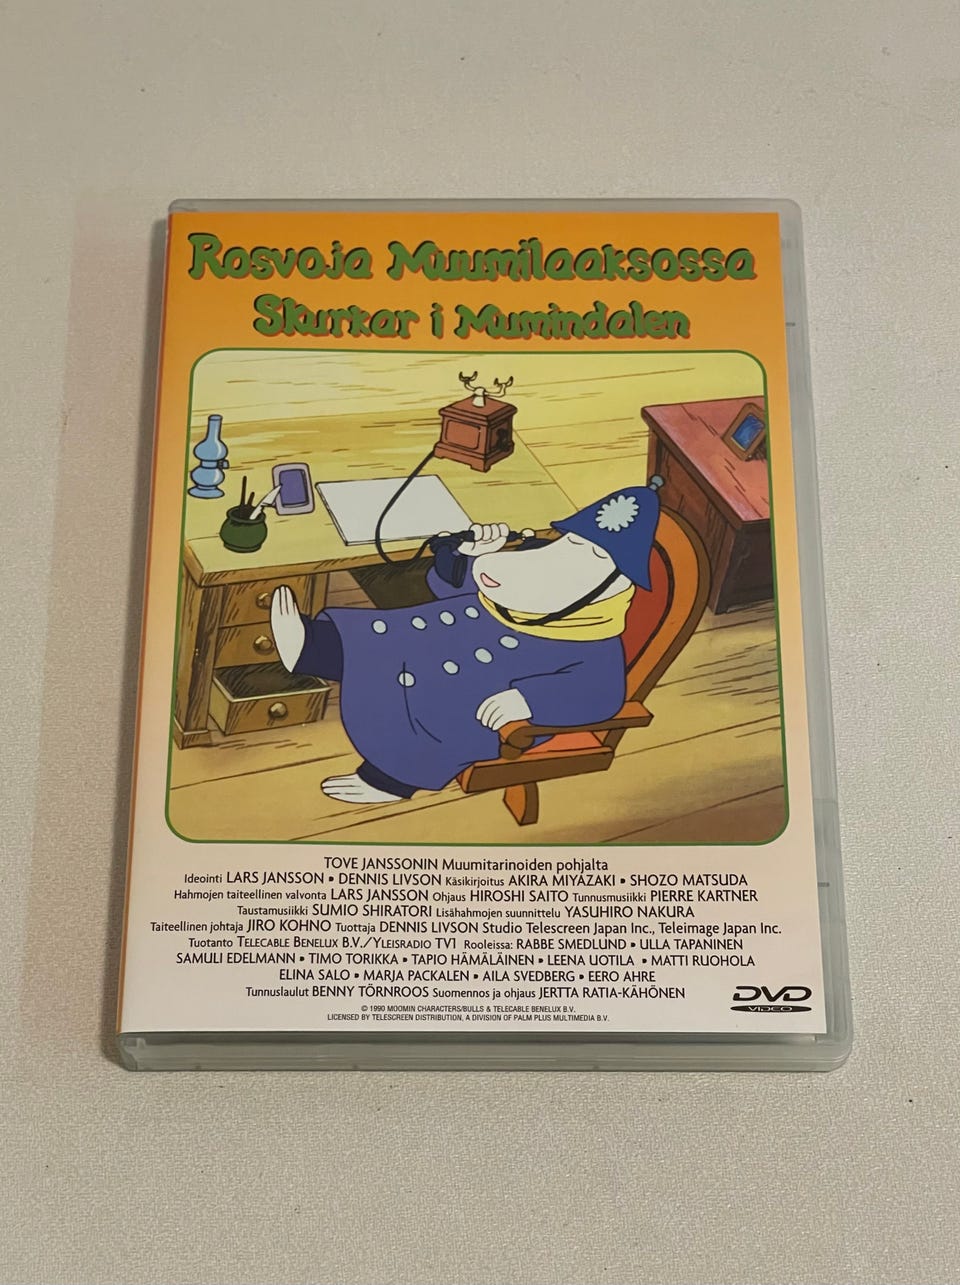 Rosvoja Muumilaaksossa
Skurkar i Mumindalen
TOVE JANSSONIN Muumitarinoiden pohjalta
Ideointi LARS JANSSON • DENNIS LIVSON Käsikirjoitus AKIRA MIYAZAKI • SHOZO MATSUDA
Hahmojen taiteellinen valvonta LARS JANSSON Ohjaus HIROSHI SAITO Tunnusmusiikki PIERRE KARTNER
Taustamusiikki SUMIO SHIRATORI Lisähahmojen suunnittelu YASUHIRO NAKURA
Taiteellinen johtaja JIRO KOHNO Tuottaja DENNIS LIVSON Studio Telescreen Japan Inc., Teleimage Japan Inc.
Tuotanto TELECABLE BENELUX B.V./YLEISRADIO TV1 Rooleissa: RABBE SMEDLUND • ULLA TAPANINEN
SAMULI EDELMANN • TIMO TORIKKA • TAPIO HÄMÄLÄINEN • LEENA UOTILA • MATTI RUOHOLA
ELINA SALO • MARJA PACKALEN • AILA SVEDBERG • EERO AHRE
Tunnuslaulut BENNY TÖRNROOS Suomennos ja ohjaus JERTTA RATIA-KÄHÖNEN
© 1990 MOOMIN CHARACTERS/BULLS & TELECABLE BENELUX B.V.
LICENSED BY TELESCREEN DISTRIBUTION, A DIVISION OF PALM PLUS MULTIMEDIA B.V.
DVD
VIDEO